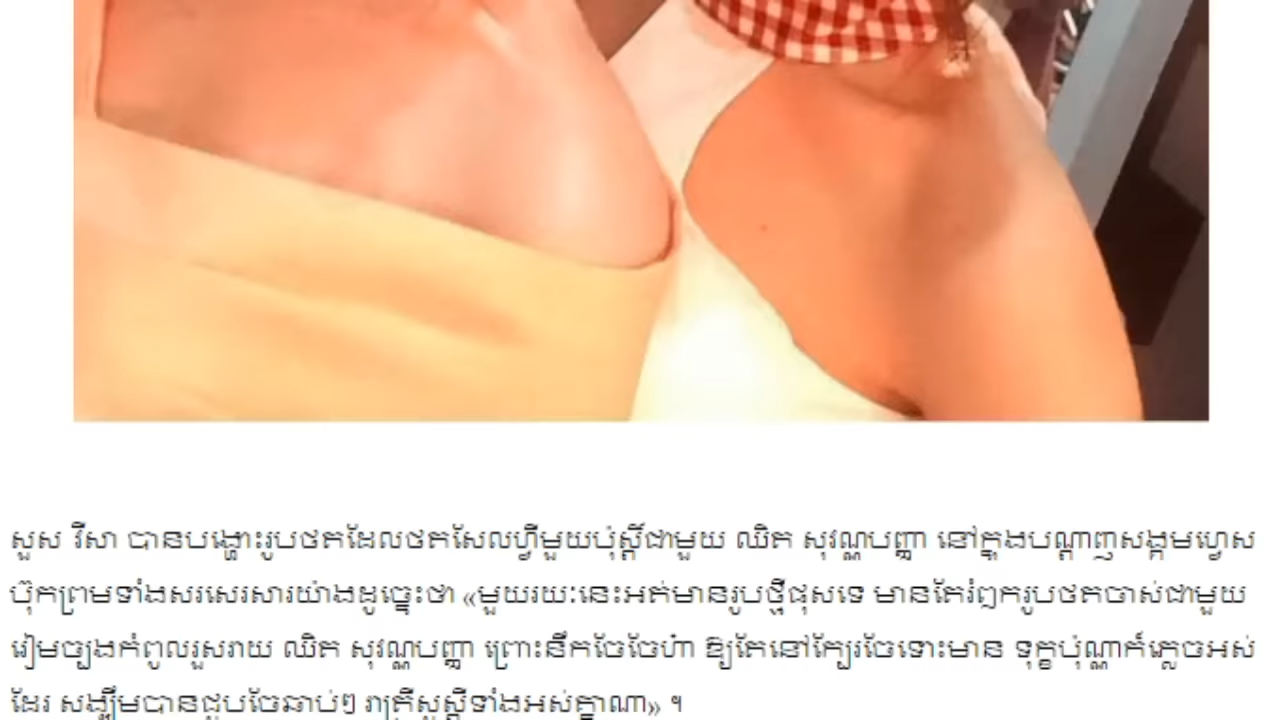 សួស វីសា បានបង្ហោះរូបថតដែលថតសែលហ្វីមួយប៉ុស្តិ៍ជាមួយ ឈិត សុវណ្ណបញ្ញា នៅក្នុងបណ្តាញសង្គមហ្វេស
ប៊ុកព្រមទាំងសរសេរសារយ៉ាងដូច្នេះថា «មួយរយៈនេះអត់មានរូបថ្មីផុសទេ មានតែរំឭករូបថតចាស់ជាមួយ
រៀមច្បងកំពូលរួសរាយ ឈិត សុវណ្ណបញ្ញា ព្រោះនឹកចែចែហំា ឱ្យតែនៅក្បែរចែទោះមាន ទុក្ខប៉ុណ្ណាក៏ភ្លេចអស់
ដែរ សង្ឃឹមបានជួបចែឆាប់ៗ រាត្រីសួស្តីទាំងអស់គ្នាណា» ។